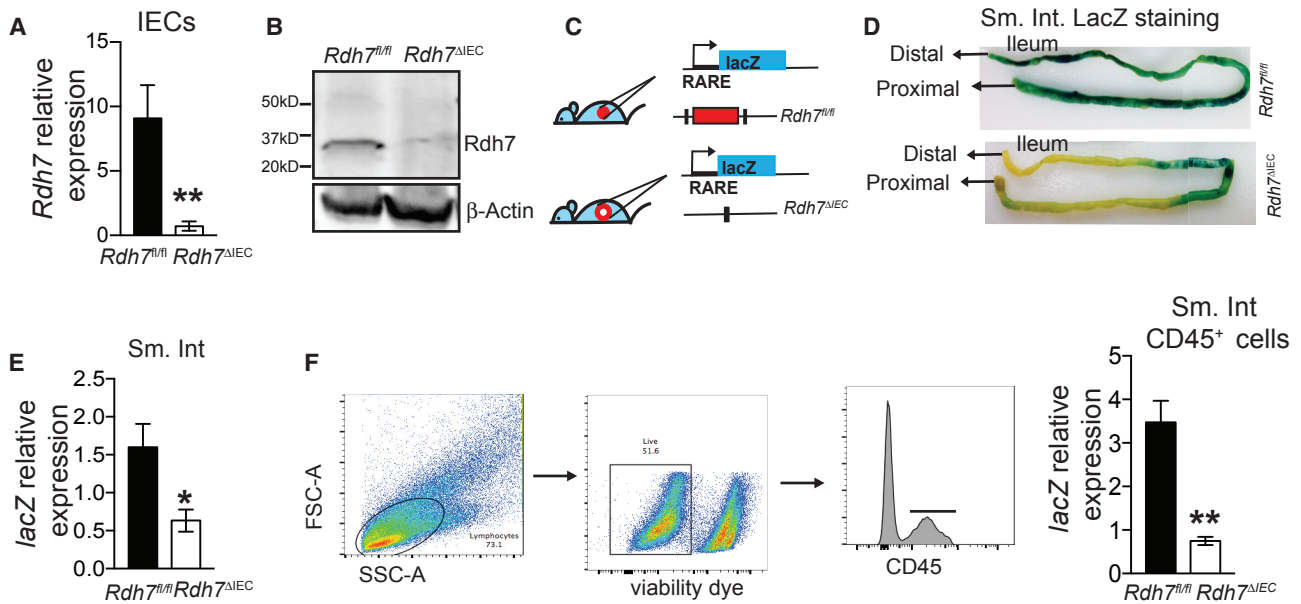 A
IECs
Rdh7 relative
expression
15
10
5
0
**
Rdh7fl/fl Rdh7ΔIEC
B
Rdh7fl/fl Rdh7ΔIEC
50kD
37kD
20kD
Rdh7
β-Actin
C
lacZ
RARE
Rdh7fl/fl
lacZ
RARE
Rdh7ΔIEC
D
Sm. Int. LacZ staining
Distal
Ileum
Proximal
Rdh7fl/fl
Distal
Ileum
Proximal
Rdh7ΔIEC
E
Sm. Int
lacZ relative
expression
2.5
2.0
1.5
1.0
0.5
0.0
*
Rdh7fl/fl Rdh7ΔIEC
F
FSC-A
SSC-A
Lymphocytes
73.1
Live
51.6
viability dye
CD45
Sm. Int
CD45+ cells
lacZ relative
expression
5
4
3
2
1
0
**
Rdh7fl/fl Rdh7ΔIEC